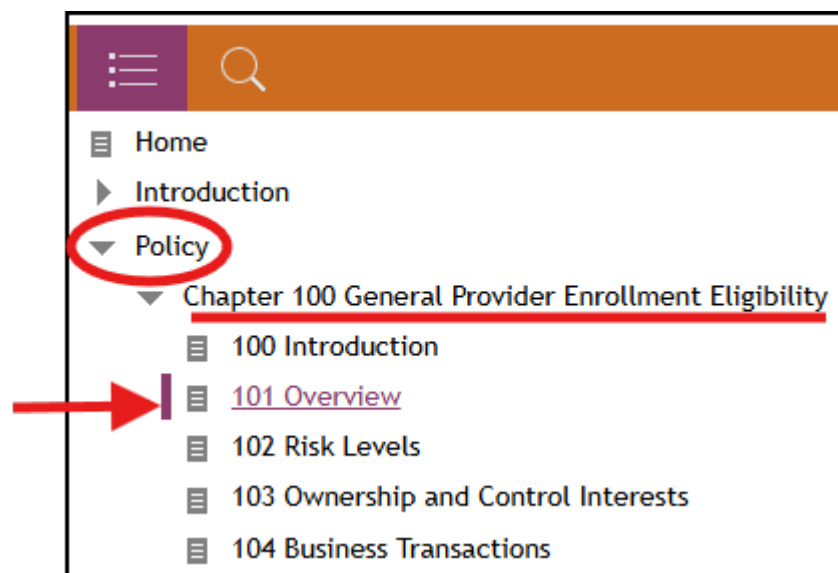 Home
Introduction
Policy
Chapter 100 General Provider Enrollment Eligibility
100 Introduction
101 Overview
102 Risk Levels
103 Ownership and Control Interests
104 Business Transactions